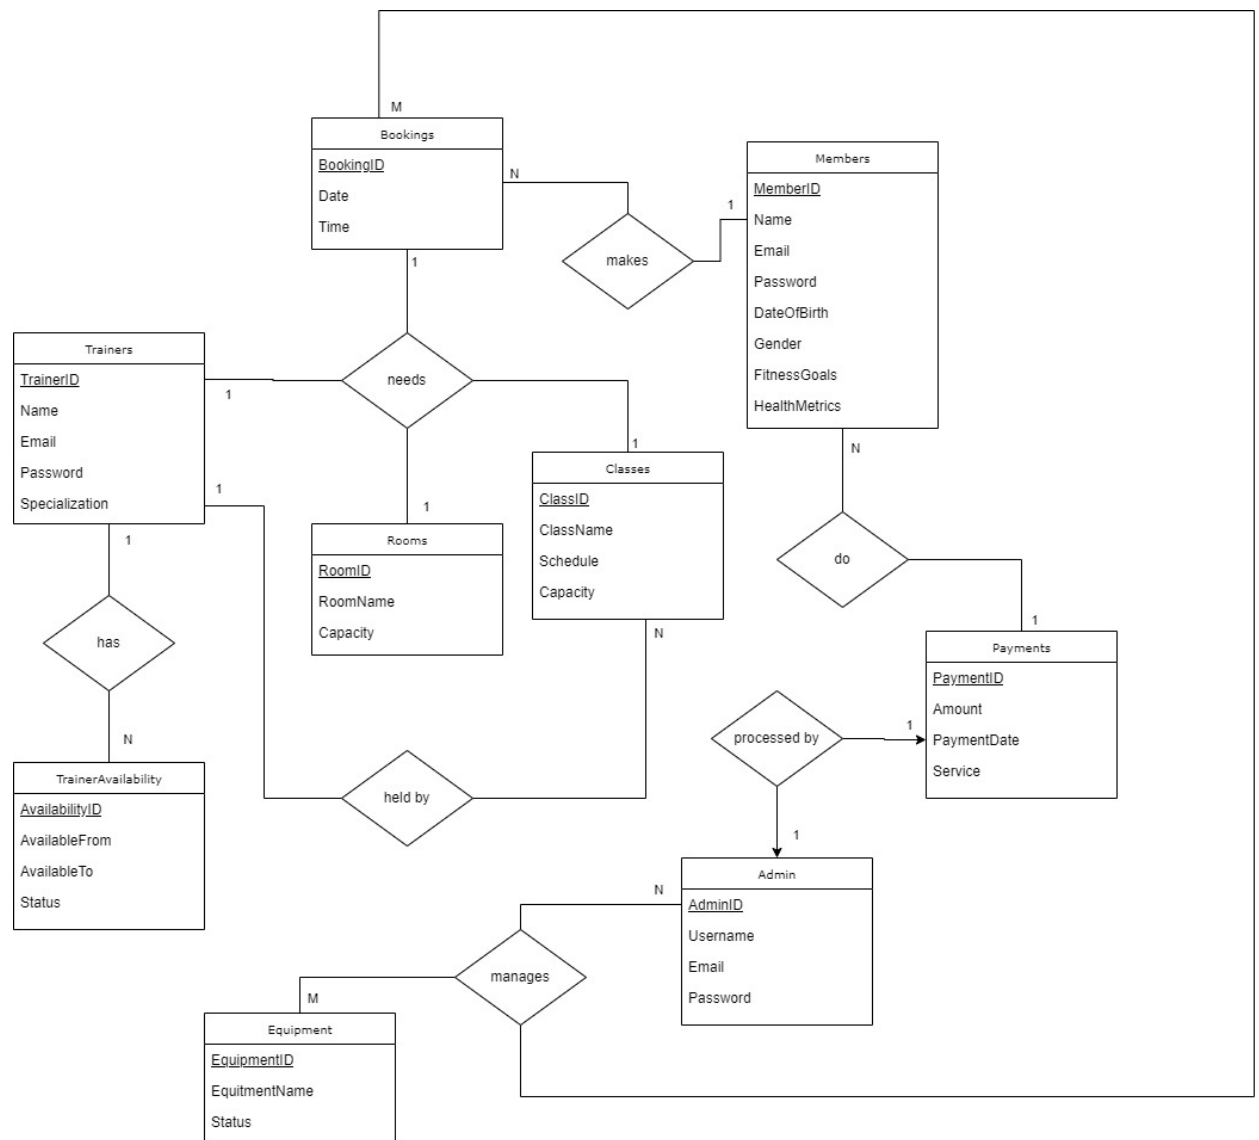 M
Bookings
BookingID
Date
Time
N
makes
1
Members
MemberID
Name
Email
Password
DateOfBirth
Gender
FitnessGoals
HealthMetrics
1
Trainers
TrainerID
Name
Email
Password
Specialization
1
needs
1
Classes
ClassID
ClassName
Schedule
Capacity
1
1
Rooms
RoomID
RoomName
Capacity
N
do
1
Payments
PaymentID
Amount
PaymentDate
Service
1
has
N
TrainerAvailability
AvailabilityID
AvailableFrom
AvailableTo
Status
held by
N
processed by
1
1
Admin
AdminID
Username
Email
Password
N
manages
M
Equipment
EquipmentID
EquitmentName
Status